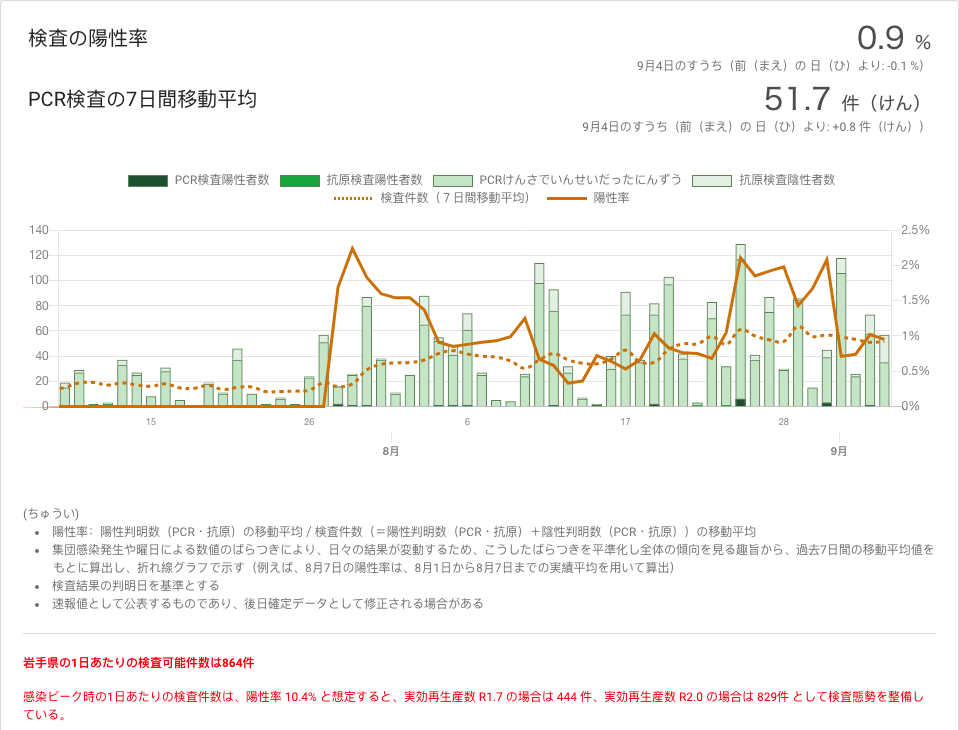 検査の陽性率
0.9 %
9月4日のすうち（前（まえ）の 日（ひ）より: -0.1 %）
PCR検査の7日間移動平均
51.7 件（けん）
9月4日のすうち（前（まえ）の 日（ひ）より: +0.8 件（けん））
PCR検査陽性者数 抗原検査陽性者数 PCRけんさでいんせいだったにんずう 抗原検査陰性者数
検査件数（７日間移動平均） 陽性率
140 2.5%
120 2%
100 1.5%
80 1%
60 0.5%
40 0%
20
0
15 26 6 17 28
8月 9月
(ちゅうい)
陽性率：陽性判明数（PCR・抗原）の移動平均 / 検査件数（＝陽性判明数（PCR・抗原）＋陰性判明数（PCR・抗原））の移動平均
集団感染発生や曜日による数値のばらつきにより、日々の結果が変動するため、こうしたばらつきを平準化し全体の傾向を見る趣旨から、過去7日間の移動平均値を
もとに算出し、折れ線グラフで示す（例えば、8月7日の陽性率は、8月1日から8月7日までの実績平均を用いて算出）
検査結果の判明日を基準とする
速報値として公表するものであり、後日確定データとして修正される場合がある
岩手県の1日あたりの検査可能件数は864件
感染ピーク時の1日あたりの検査件数は、陽性率 10.4% と想定すると、実効再生産数 R1.7 の場合は 444 件、実効再生産数 R2.0 の場合は 829件 として検査態勢を整備し
ている。